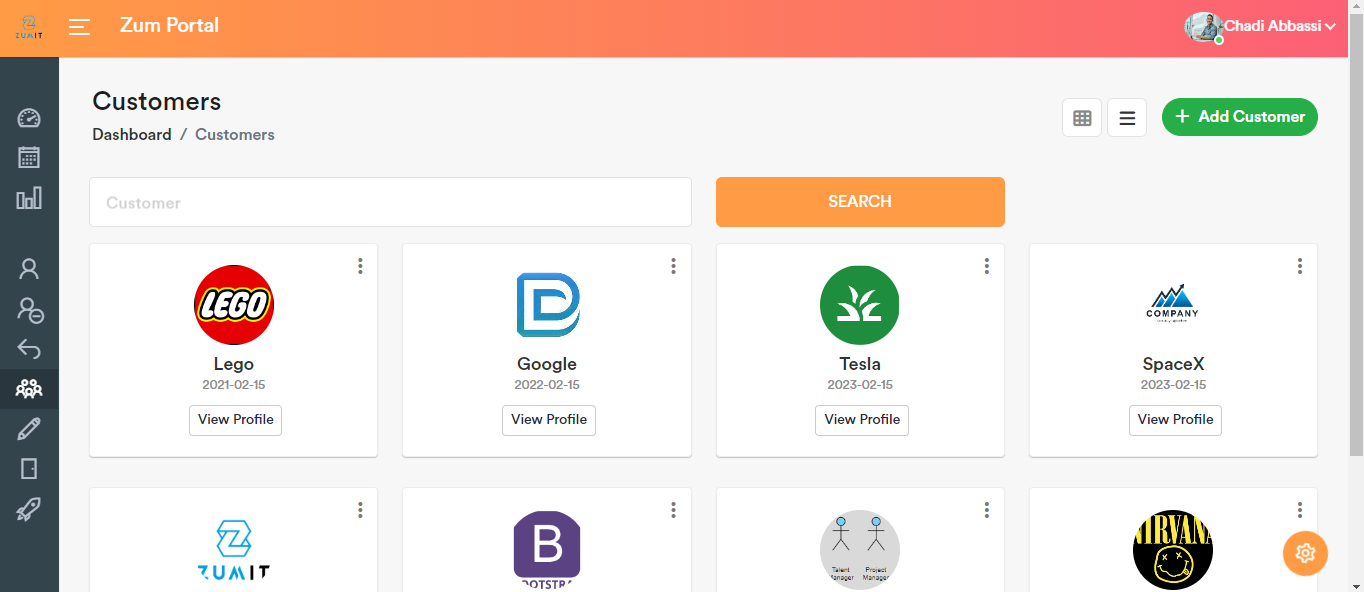 ZUMIT
Zum Portal
Chadi Abbassi
Customers
Dashboard / Customers
+ Add Customer
Customer
SEARCH
LEGO
Lego
2021-02-15
View Profile
Google
2022-02-15
View Profile
Tesla
2023-02-15
View Profile
COMPANY
SpaceX
2023-02-15
View Profile
ZUMIT
B
Talent
Manager
Project
Manager
NIRVANA